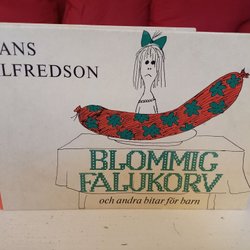 ANS
LFREDSON
BLOMMIG
FALUKORV
och andra bitar för barn